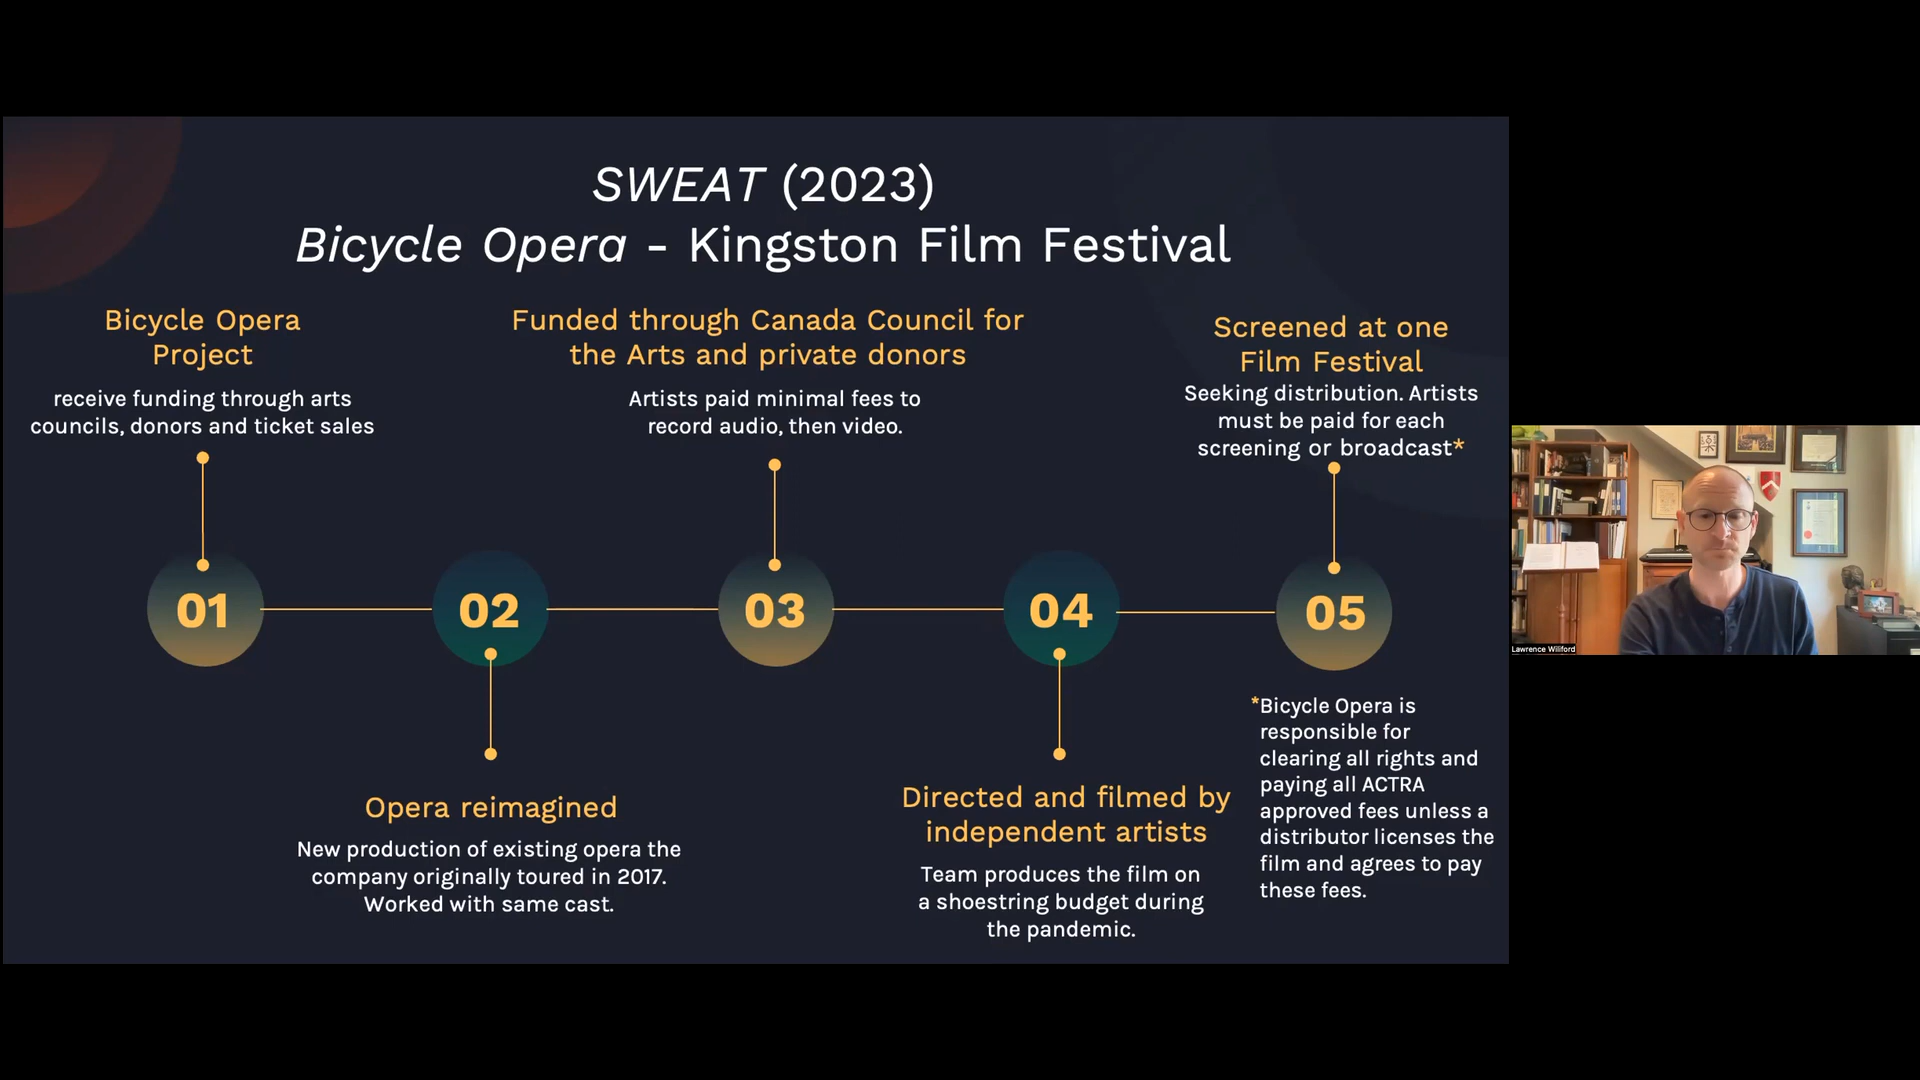 SWEAT (2023)
Bicycle Opera - Kingston Film Festival
Bicycle Opera
Project
receive funding through arts
councils, donors and ticket sales
Funded through Canada Council for
the Arts and private donors
Artists paid minimal fees to
record audio, then video.
Screened at one
Film Festival
Seeking distribution. Artists
must be paid for each
screening or broadcast*
01
02
03
04
05
Opera reimagined
New production of existing opera the
company originally toured in 2017.
Worked with same cast.
Directed and filmed by
independent artists
Team produces the film on
a shoestring budget during
the pandemic.
*Bicycle Opera is
responsible for
clearing all rights and
paying all ACTRA
approved fees unless a
distributor licenses the
film and agrees to pay
these fees.
Lawrence Wiliford